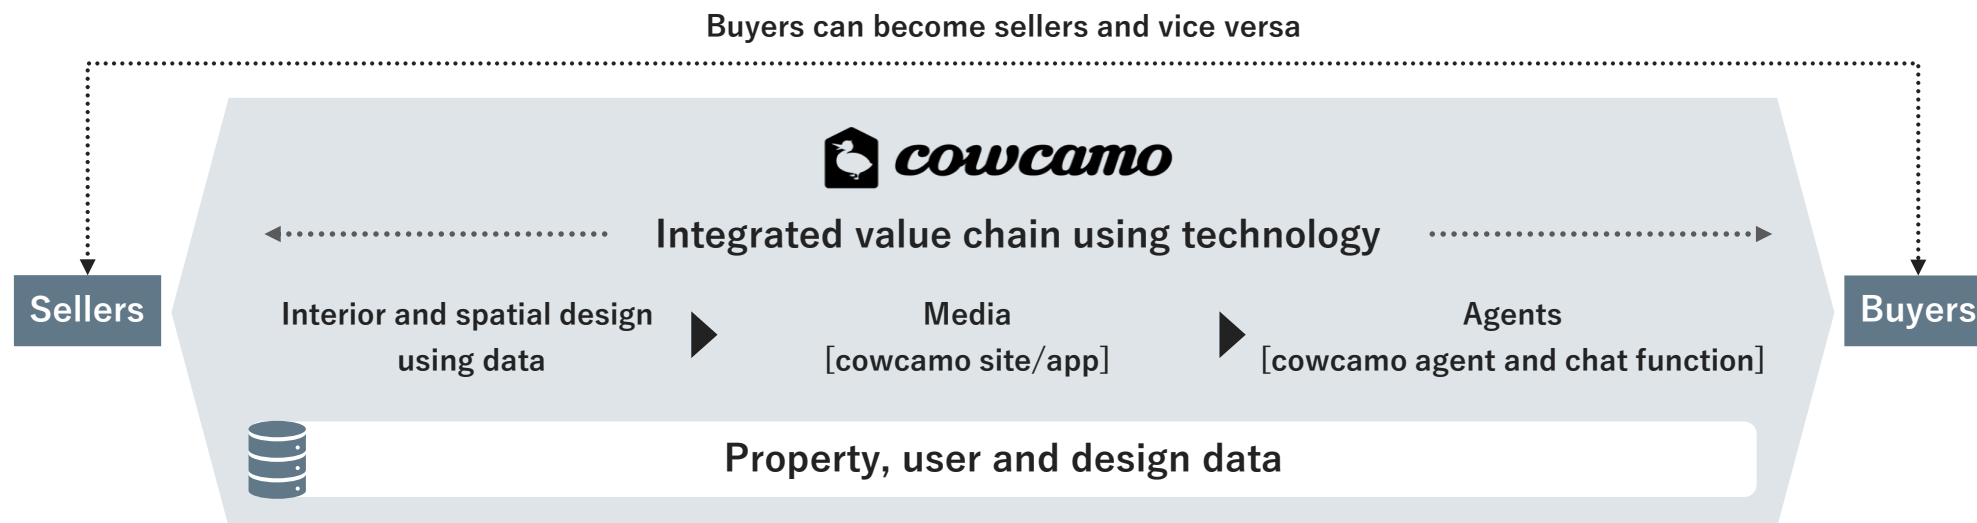 Buyers can become sellers and vice versa
cowcamo
Integrated value chain using technology
Sellers
Interior and spatial design
using data
Media
[cowcamo site/app]
Agents
[cowcamo agent and chat function]
Buyers
Property, user and design data